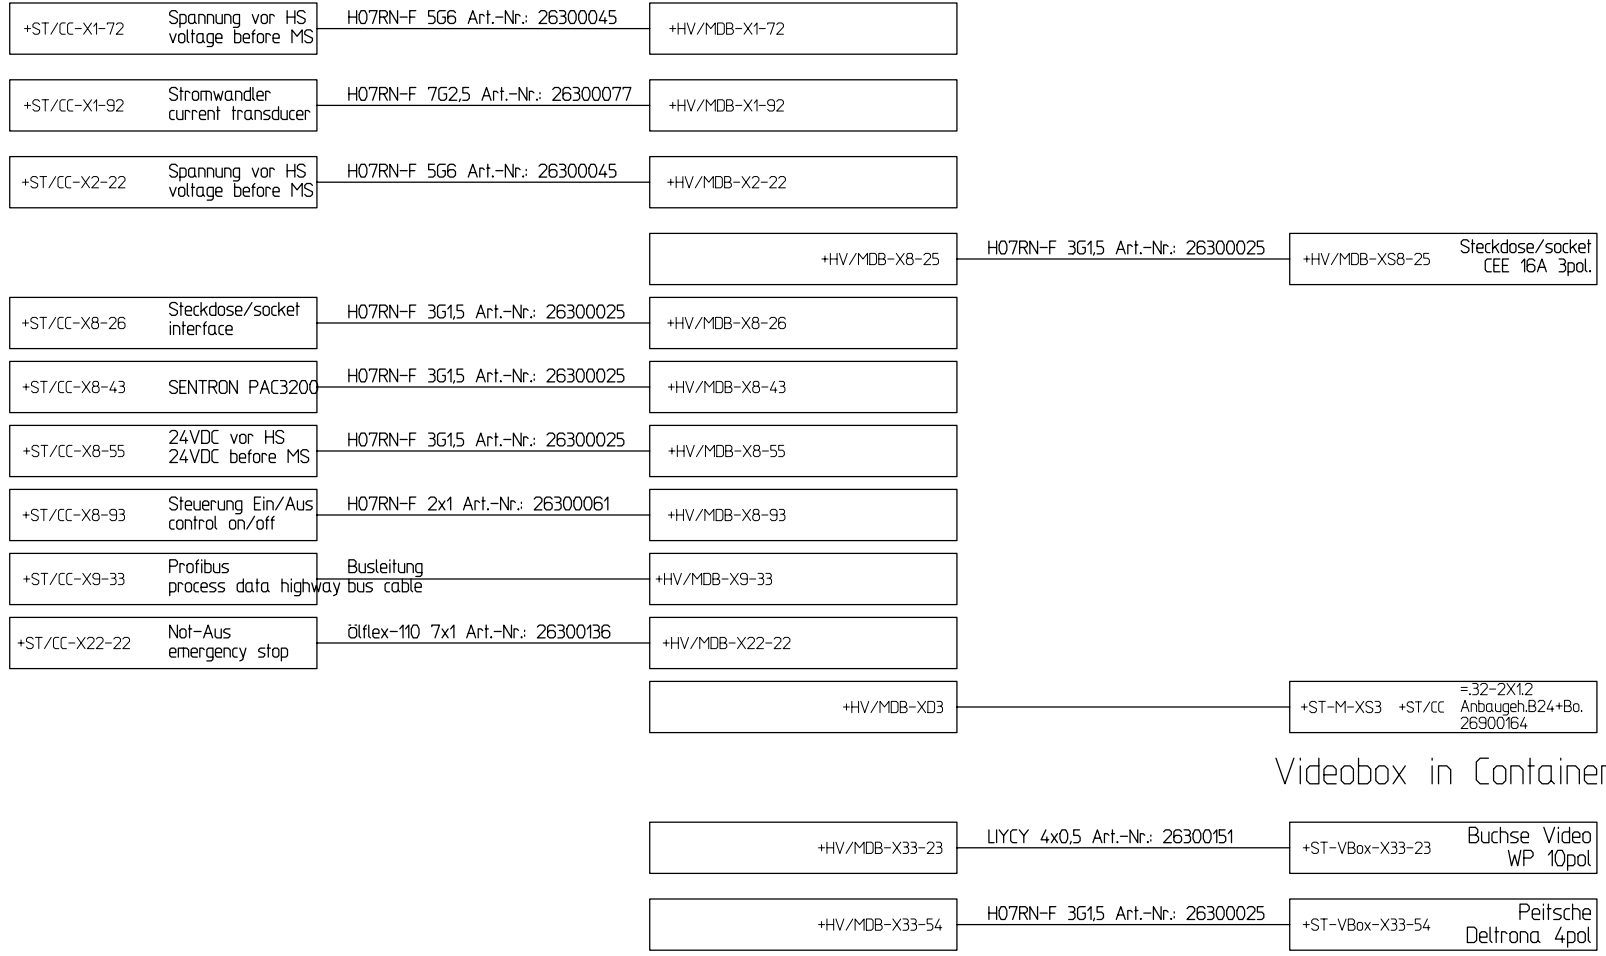 +ST/CC-X1-72
Spannung vor HS
voltage before MS
H07RN-F 5G6 Art.-Nr.: 26300045
+HV/MDB-X1-72
+ST/CC-X1-92
Stromwandler
current transducer
H07RN-F 7G2,5 Art.-Nr.: 26300077
+HV/MDB-X1-92
+ST/CC-X2-22
Spannung vor HS
voltage before MS
H07RN-F 5G6 Art.-Nr.: 26300045
+HV/MDB-X2-22
+HV/MDB-X8-25
H07RN-F 3G1,5 Art.-Nr.: 26300025
+HV/MDB-XS8-25
Steckdose/socket
CEE 16A 3pol.
+ST/CC-X8-26
Steckdose/socket
interface
H07RN-F 3G1,5 Art.-Nr.: 26300025
+HV/MDB-X8-26
+ST/CC-X8-43
SENTRON PAC3200
H07RN-F 3G1,5 Art.-Nr.: 26300025
+HV/MDB-X8-43
+ST/CC-X8-55
24VDC vor HS
24VDC before MS
H07RN-F 3G1,5 Art.-Nr.: 26300025
+HV/MDB-X8-55
+ST/CC-X8-93
Steuerung Ein/Aus
control on/off
H07RN-F 2x1 Art.-Nr.: 26300061
+HV/MDB-X8-93
+ST/CC-X9-33
Profibus
process data highway
Busleitung
bus cable
+HV/MDB-X9-33
+ST/CC-X22-22
Not-Aus
emergency stop
ölflex-110 7x1 Art.-Nr.: 26300136
+HV/MDB-X22-22
+HV/MDB-XD3
+ST-M-XS3 +ST/CC
=.32-2X1.2
Anbaugeh.B24+Bo.
26900164
Videobox in Container
+HV/MDB-X33-23
LIYCY 4x0,5 Art.-Nr.: 26300151
+ST-VBox-X33-23
Buchse Video
WP 10pol
+HV/MDB-X33-54
H07RN-F 3G1,5 Art.-Nr.: 26300025
+ST-VBox-X33-54
Peitsche
Deltrona 4pol